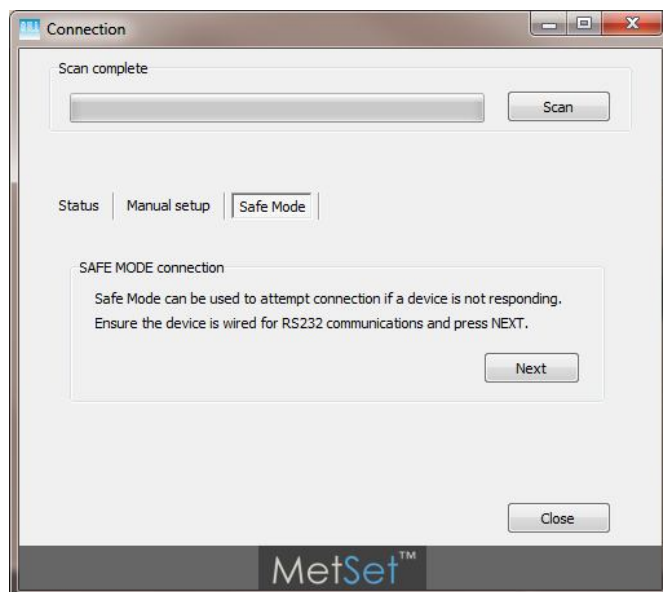 Connection
Scan complete
Scan
Status
Manual setup
Safe Mode
SAFE MODE connection
Safe Mode can be used to attempt connection if a device is not responding.
Ensure the device is wired for RS232 communications and press NEXT.
Next
Close
MetSet™